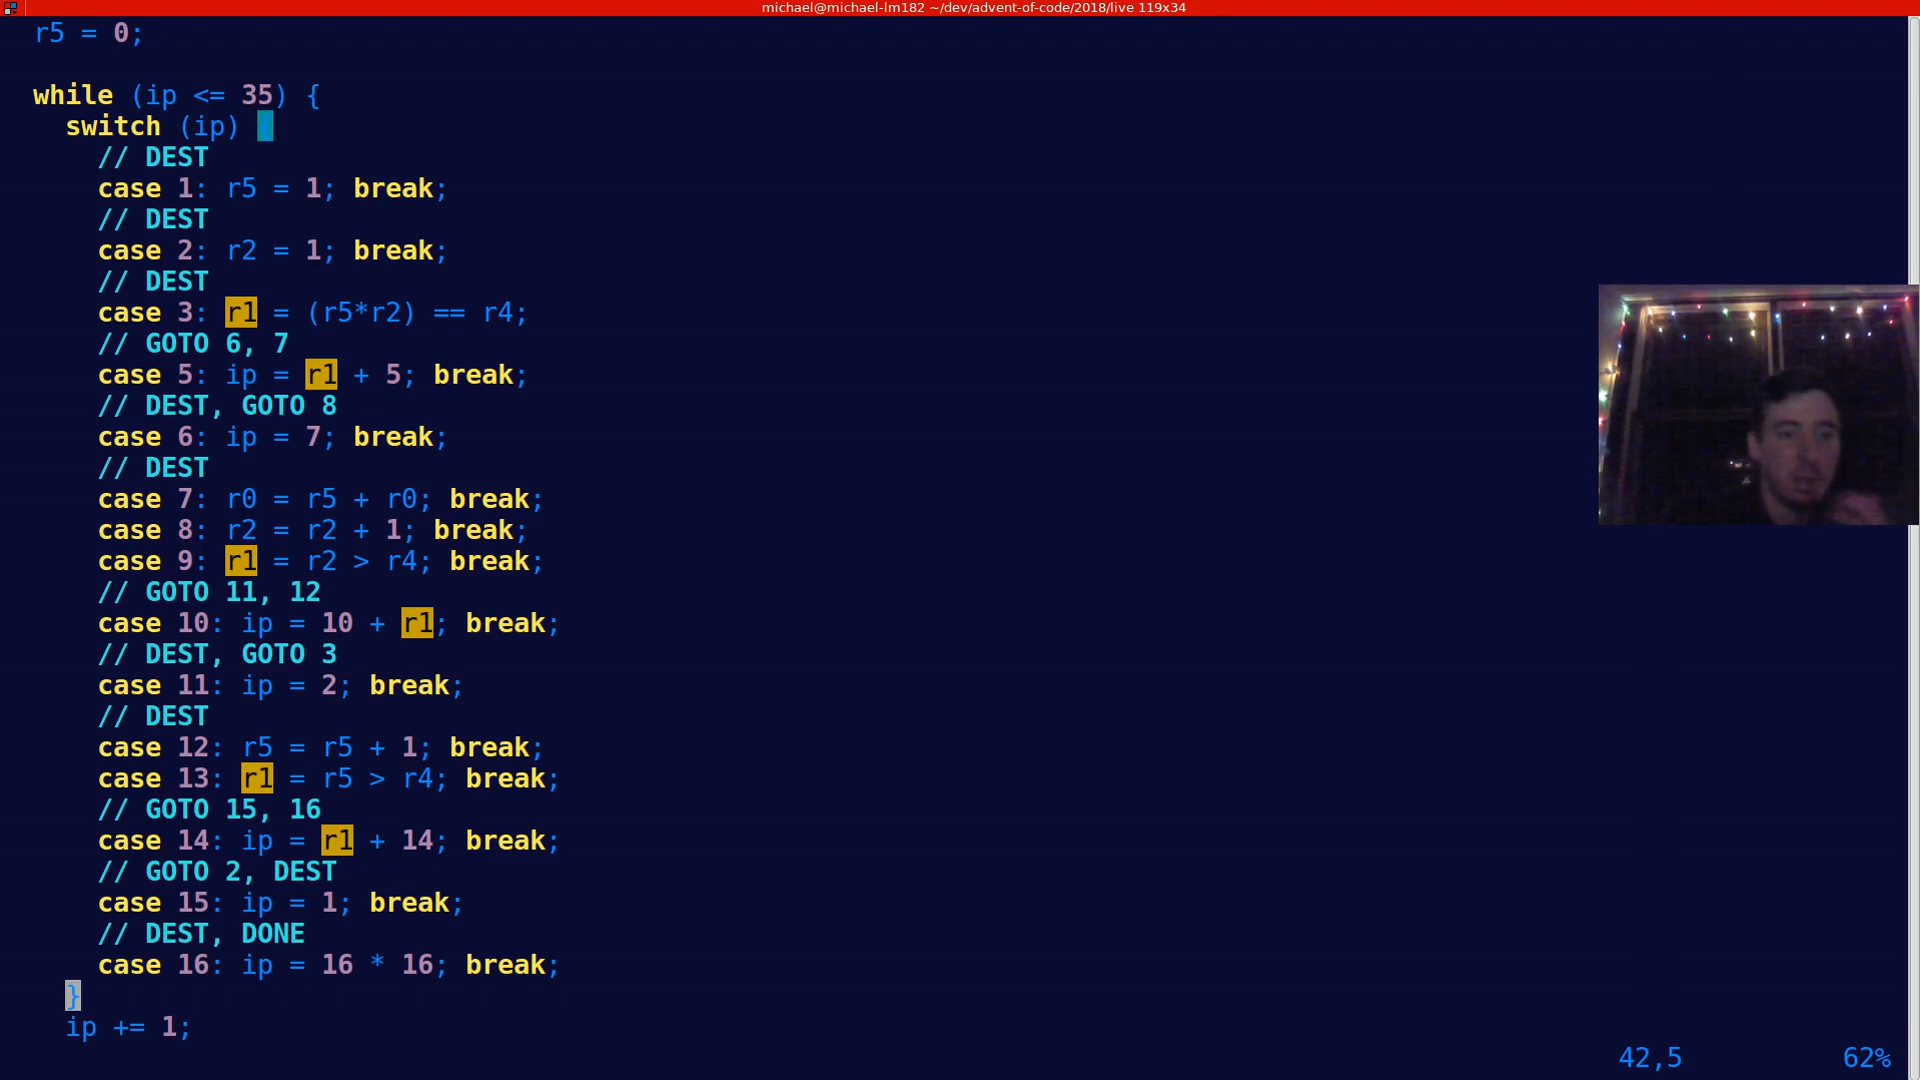 michael@michael-lm182 ~/dev/advent-of-code/2018/live 119x34
r5 = 0;
while (ip <= 35) {
switch (ip) {
// DEST
case 1: r5 = 1; break;
// DEST
case 2: r2 = 1; break;
// DEST
case 3: r1 = (r5*r2) == r4;
// GOTO 6, 7
case 5: ip = r1 + 5; break;
// DEST, GOTO 8
case 6: ip = 7; break;
// DEST
case 7: r0 = r5 + r0; break;
case 8: r2 = r2 + 1; break;
case 9: r1 = r2 > r4; break;
// GOTO 11, 12
case 10: ip = 10 + r1; break;
// DEST, GOTO 3
case 11: ip = 2; break;
// DEST
case 12: r5 = r5 + 1; break;
case 13: r1 = r5 > r4; break;
// GOTO 15, 16
case 14: ip = r1 + 14; break;
// GOTO 2, DEST
case 15: ip = 1; break;
// DEST, DONE
case 16: ip = 16 * 16; break;
}
ip += 1;
42,5 62%